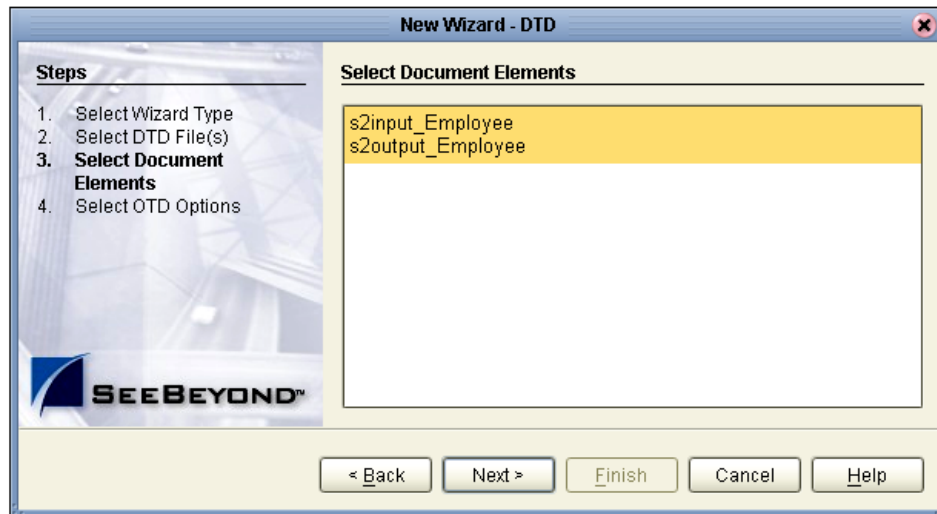 New Wizard - DTD
Steps
1. Select Wizard Type
2. Select DTD File(s)
3. Select Document
Elements
4. Select OTD Options
SEEBEYOND™
Select Document Elements
s2input_Employee
s2output_Employee
< Back
Next >
Finish
Cancel
Help